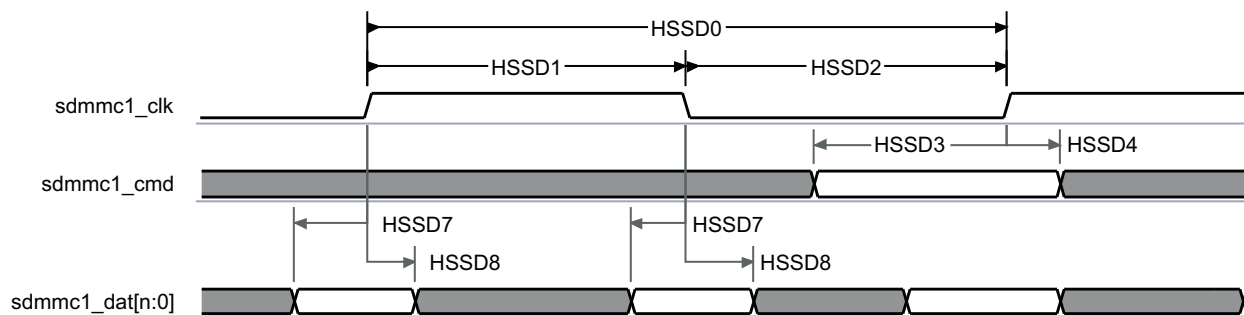 HSSD0
HSSD1 HSSD2
sdmmc1_clk
HSSD3 HSSD4
sdmmc1_cmd
HSSD7 HSSD7
HSSD8 HSSD8
sdmmc1_dat[n:0]